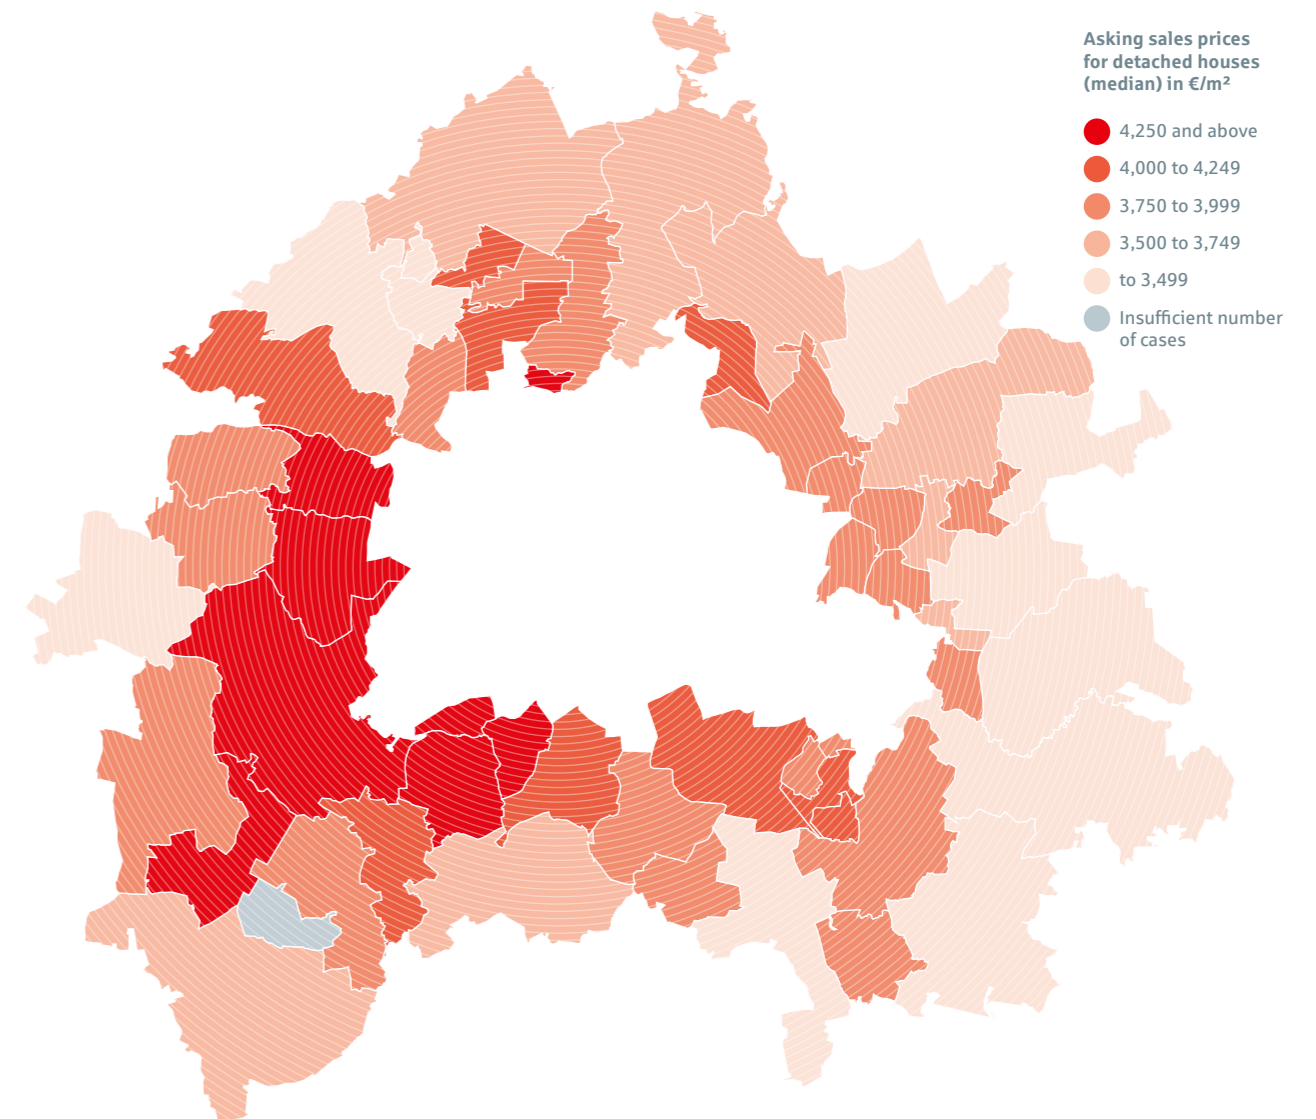 Asking sales prices
for detached houses
(median) in €/m²
4,250 and above
4,000 to 4,249
3,750 to 3,999
3,500 to 3,749
to 3,499
Insufficient number
of cases